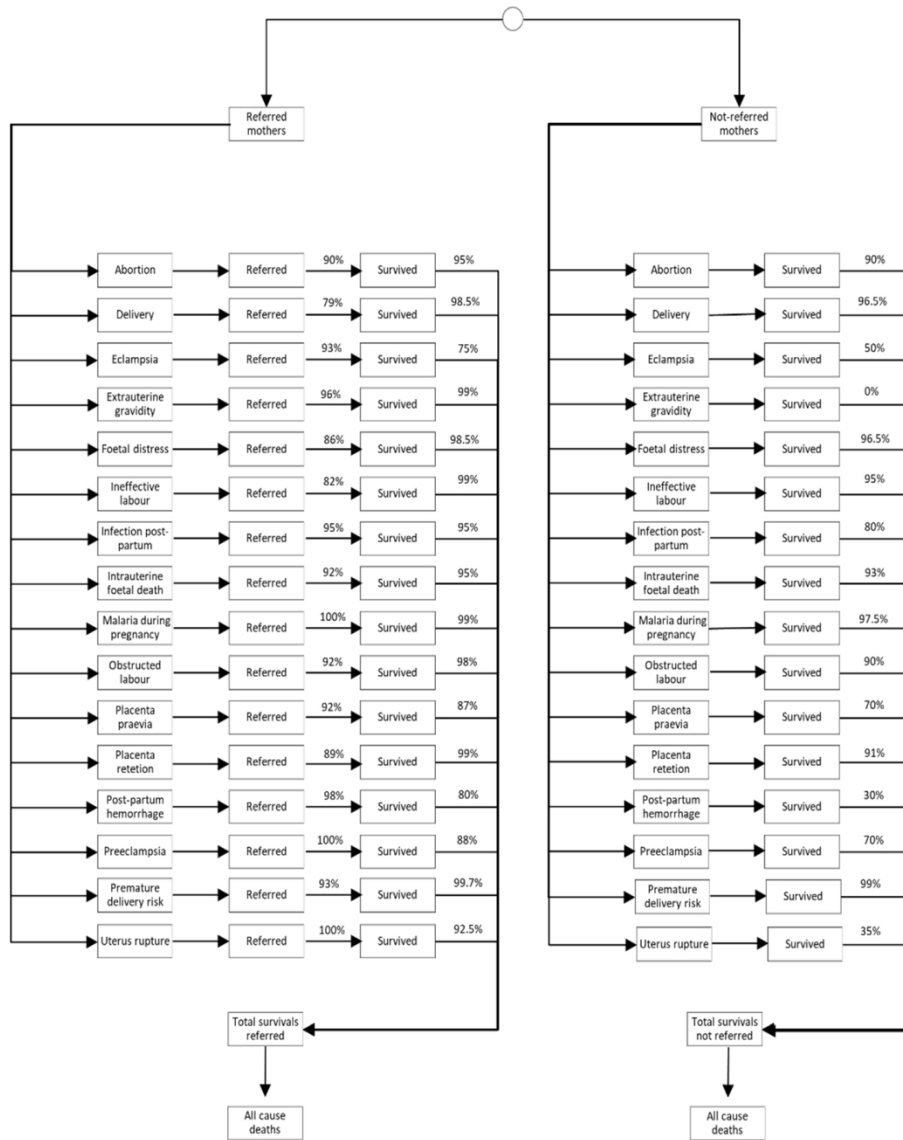 Referred
mothers
Not-referred
mothers
Abortion Referred 90% Survived 95%
Delivery Referred 79% Survived 98.5%
Eclampsia Referred 93% Survived 75%
Extrauterine
gravidity Referred 96% Survived 99%
Foetal distress Referred 86% Survived 98.5%
Ineffective
labour Referred 82% Survived 99%
Infection post-
partum Referred 95% Survived 95%
Intrauterine
foetal death Referred 92% Survived 95%
Malaria during
pregnancy Referred 100% Survived 99%
Obstructed
labour Referred 92% Survived 98%
Placenta
praevia Referred 92% Survived 87%
Placenta
retetion Referred 89% Survived 99%
Post-partum
hemorrhage Referred 98% Survived 80%
Preeclampsia Referred 100% Survived 88%
Premature
delivery risk Referred 93% Survived 99.7%
Uterus rupture Referred 100% Survived 92.5%
Total survivals
referred
All cause
deaths
Abortion Survived 90%
Delivery Survived 96.5%
Eclampsia Survived 50%
Extrauterine
gravidity Survived 0%
Foetal distress Survived 96.5%
Ineffective
labour Survived 95%
Infection post-
partum Survived 80%
Intrauterine
foetal death Survived 93%
Malaria during
pregnancy Survived 97.5%
Obstructed
labour Survived 90%
Placenta
praevia Survived 70%
Placenta
retetion Survived 91%
Post-partum
hemorrhage Survived 30%
Preeclampsia Survived 70%
Premature
delivery risk Survived 99%
Uterus rupture Survived 35%
Total survivals
not referred
All cause
deaths